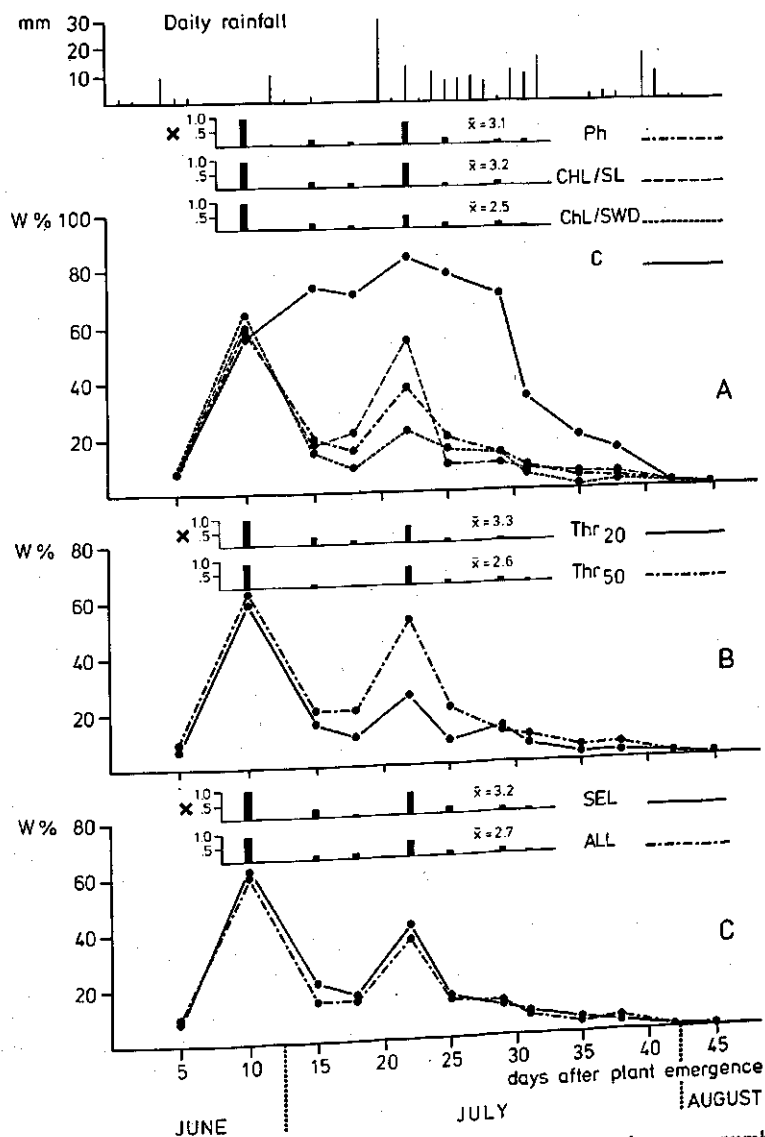 mm 30 Daily rainfall
20
10
× 1.0 .5 x̄ = 3.1 Ph
1.0 .5 x̄ = 3.2 CHL/SL
1.0 .5 x̄ = 2.5 ChL/SWD
W% 100
C
80
60
A
40
20
× 1.0 .5 x̄ = 3.3 Thr20
1.0 .5 x̄ = 2.6 Thr50
W% 80
60
B
40
20
× 1.0 .5 x̄ = 3.2 SEL
1.0 .5 x̄ = 2.7 ALL
W% 80
60
C
40
20
5 10 15 20 25 30 35 40 45
days after plant emergence
JUNE JULY AUGUST